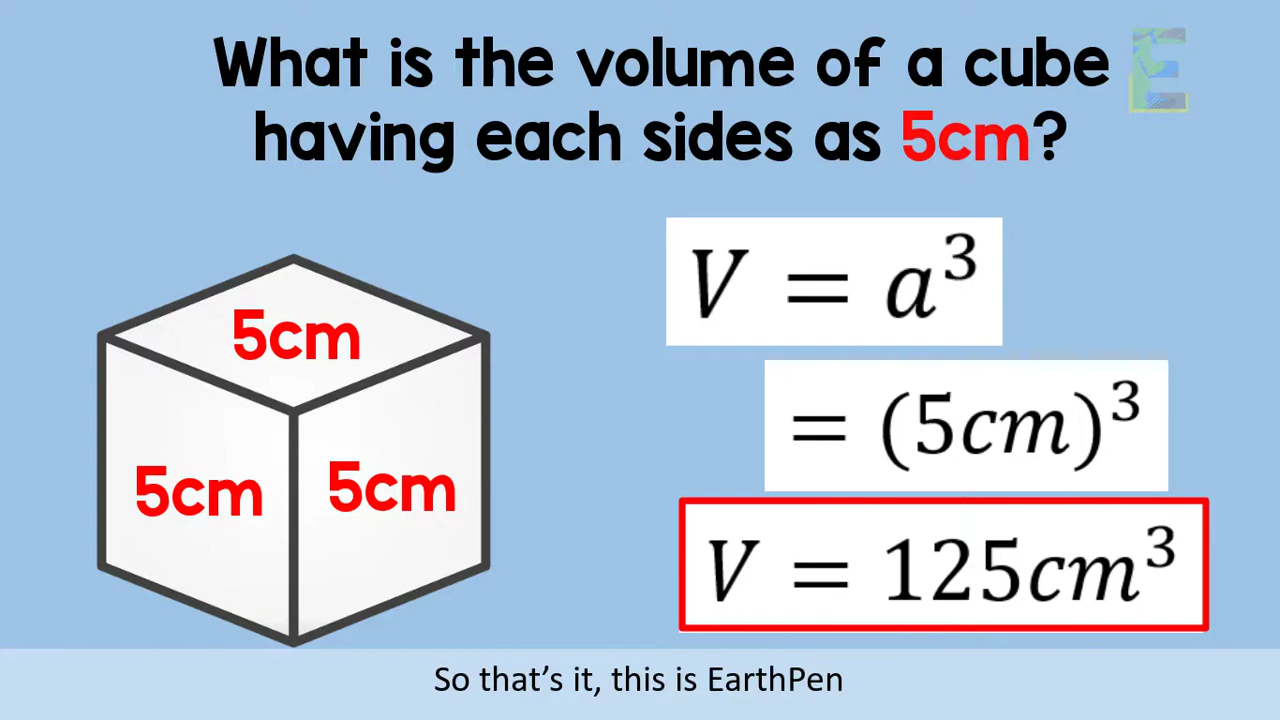 What is the volume of a cube
having each sides as 5cm?
5cm
5cm
5cm
V = a³
= (5cm)³
V = 125cm³
So that's it, this is EarthPen
E